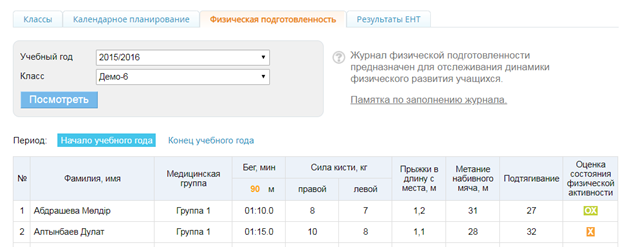 Классы Календарное планирование Физическая подготовленность Результаты ЕНТ
Учебный год 2015/2016
Класс Демо-6
Посмотреть
Журнал физической подготовленности
предназначен для отслеживания динамики
физического развития учащихся.
Памятка по заполнению журнала.
Период: Начало учебного года Конец учебного года
№ Фамилия, имя Медицинская группа Бег, мин 90 м Сила кисти, кг правой левой Прыжки в длину с места, м Метание набивного мяча, м Подтягивание Оценка состояния физической активности
1 Абдрашева Мөлдір Группа 1 01:10.0 8 7 1,2 31 27 ОХ
2 Алтынбаев Дулат Группа 1 01:15.0 10 8 1,1 28 32 Х